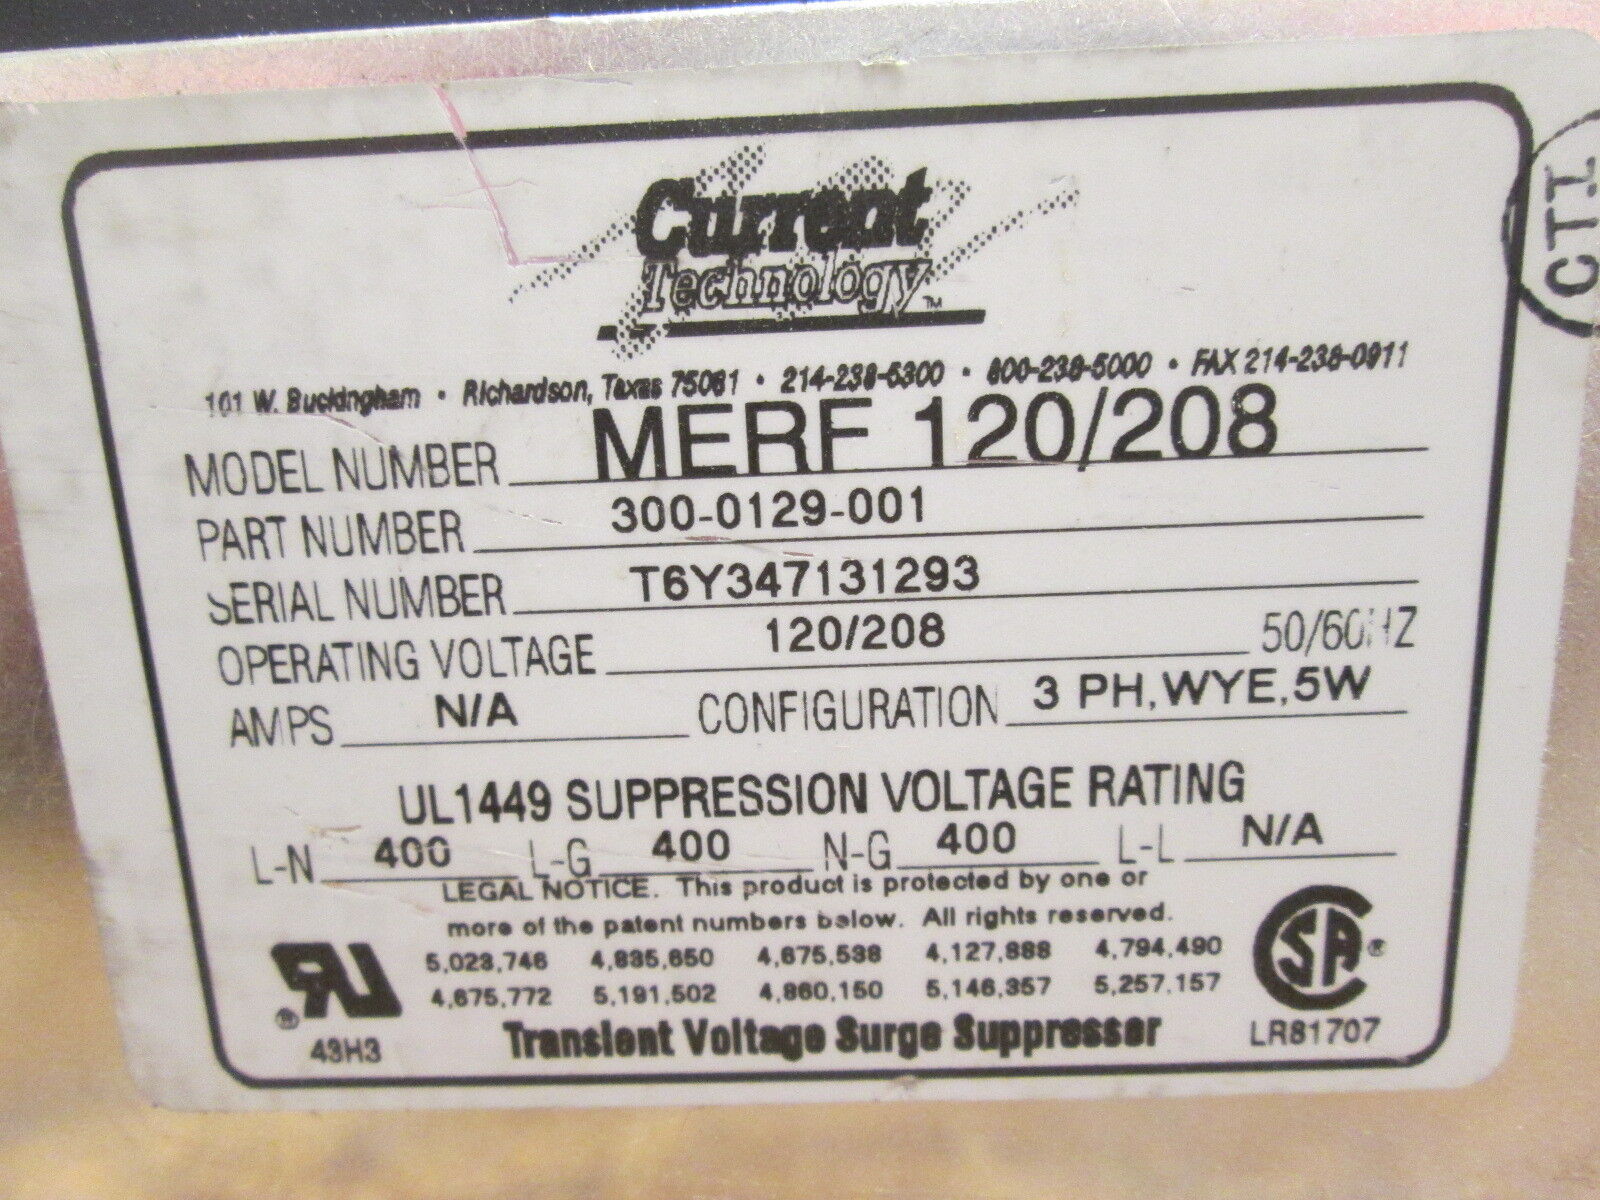 Current
Technology™
101 W. Buckingham • Richardson, Texas 75081 • 214-238-5300 • 800-238-5000 • FAX 214-238-0911
MODEL NUMBER MERF 120/208
PART NUMBER 300-0129-001
SERIAL NUMBER T6Y347131293
OPERATING VOLTAGE 120/208 50/60HZ
AMPS N/A CONFIGURATION 3 PH,WYE,5W
UL1449 SUPPRESSION VOLTAGE RATING
L-N 400 L-G 400 N-G 400 L-L N/A
LEGAL NOTICE. This product is protected by one or
more of the patent numbers below. All rights reserved.
5,023,746 4,835,650 4,675,538 4,127,888 4,794,490
4,675,772 5,191,502 4,860,150 5,146,357 5,257,157
Transient Voltage Surge Suppresser
RU®
43H3
SA®
LR81707
CTI